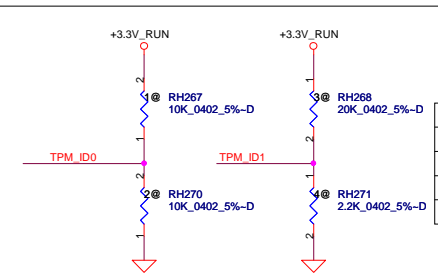 +3.3V_RUN
+3.3V_RUN
2
1
1@ RH267
3@ RH268
10K_0402_5%~D
20K_0402_5%~D
1
2
TPM_ID0
TPM_ID1
2
1
2@ RH270
4@ RH271
10K_0402_5%~D
2.2K_0402_5%~D
1
2